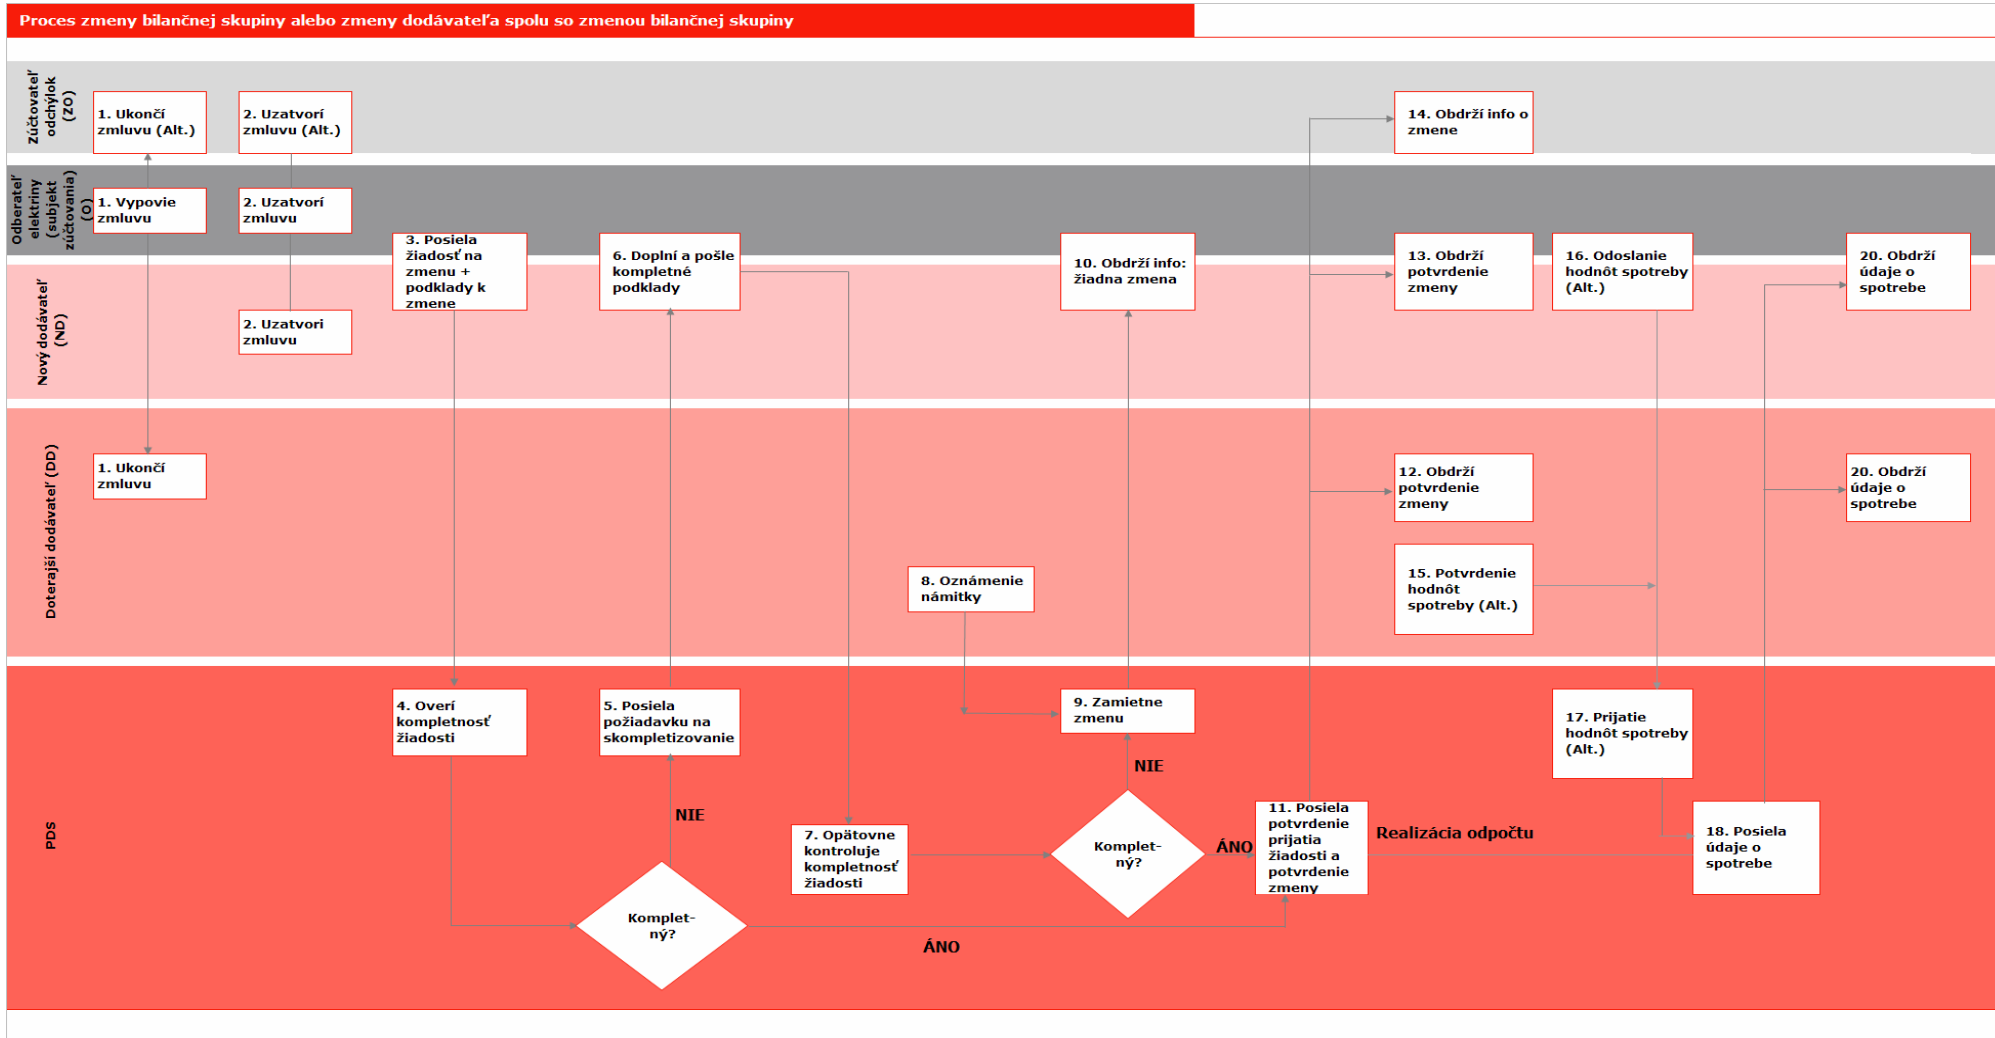 Proces zmeny bilančnej skupiny alebo zmeny dodávateľa spolu so zmenou bilančnej skupiny
Zúčtovateľ
odchýlok
(ZO)
1. Ukončí
zmluvu (Alt.)
2. Uzatvorí
zmluvu (Alt.)
14. Obdrží info o
zmene
Odberateľ
elektriny
(subjekt
zúčtovania)
(O)
1. Vypovie
zmluvu
2. Uzatvorí
zmluvu
Nový dodávateľ
(ND)
2. Uzatvori
zmluvu
3. Posiela
žiadosť na
zmenu +
podklady k
zmene
6. Doplní a pošle
kompletné
podklady
10. Obdrží info:
žiadna zmena
13. Obdrží
potvrdenie
zmeny
16. Odoslanie
hodnôt spotreby
(Alt.)
20. Obdrží
údaje o
spotrebe
Doterajší dodávateľ (DD)
1. Ukončí
zmluvu
8. Oznámenie
námitky
12. Obdrží
potvrdenie
zmeny
15. Potvrdenie
hodnôt
spotreby (Alt.)
20. Obdrží
údaje o
spotrebe
PDS
4. Overí
kompletnosť
žiadosti
5. Posiela
požiadavku na
skompletizovanie
NIE
Komplet-
ný?
ÁNO
7. Opätovne
kontroluje
kompletnosť
žiadosti
9. Zamietne
zmenu
NIE
Komplet-
ný?
ÁNO
11. Posiela
potvrdenie
prijatia
žiadosti a
potvrdenie
zmeny
Realizácia odpočtu
17. Prijatie
hodnôt spotreby
(Alt.)
18. Posiela
údaje o
spotrebe